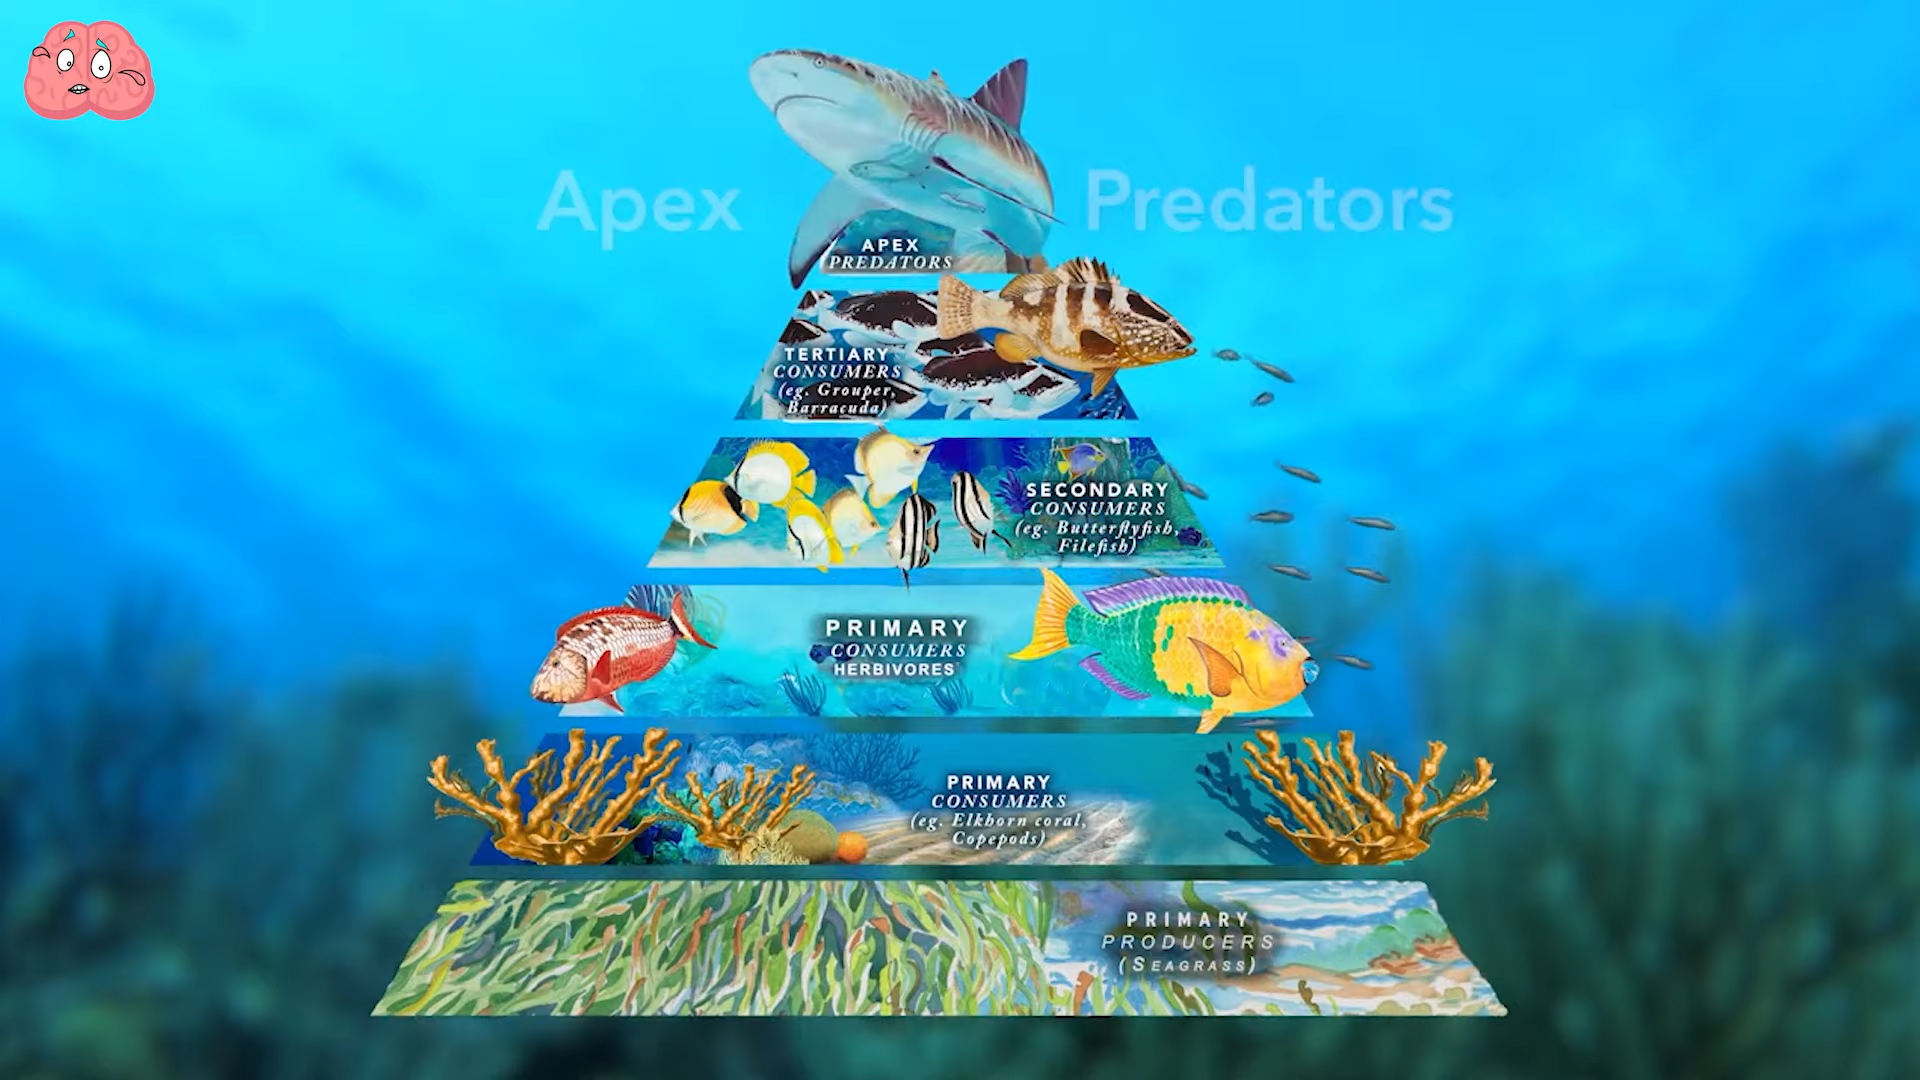 Apex Predators
APEX
PREDATORS
TERTIARY
CONSUMERS
(eg. Grouper,
Barracuda)
SECONDARY
CONSUMERS
(eg. Butterflyfish,
Filefish)
PRIMARY
CONSUMERS
HERBIVORES
PRIMARY
CONSUMERS
(eg. Elkhorn coral,
Copepods)
PRIMARY
PRODUCERS
(SEAGRASS)